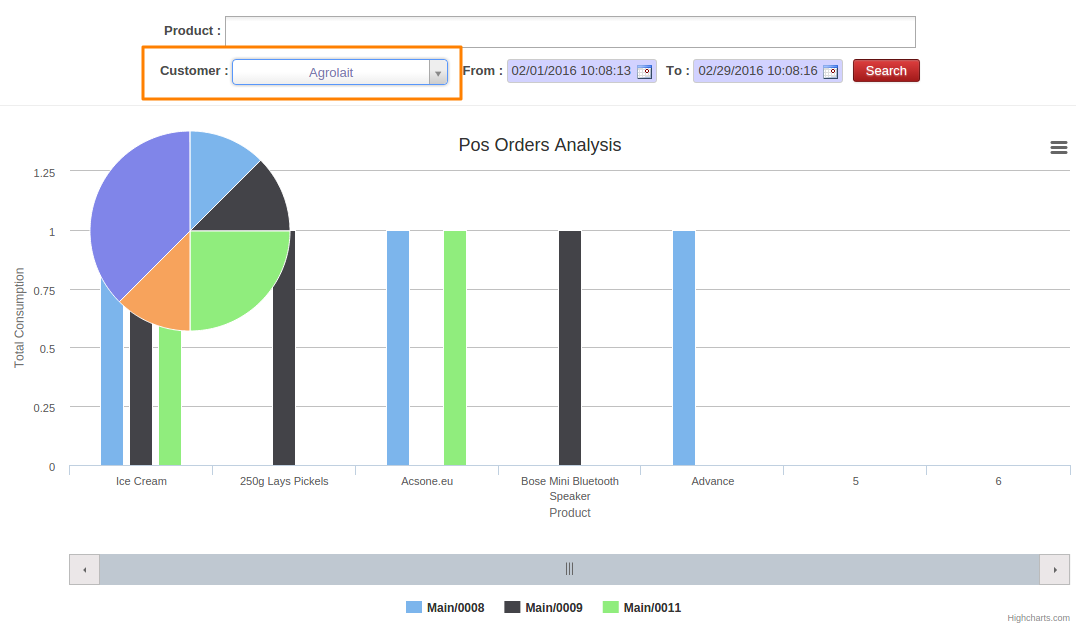 Product :
Customer : Agrolait From : 02/01/2016 10:08:13 To : 02/29/2016 10:08:16 Search
Pos Orders Analysis
1.25
1
0.75
0.5
0.25
0
Total Consumption
Ice Cream 250g Lays Pickels Acsone.eu Bose Mini Bluetooth Speaker Advance 5 6
Product
Main/0008 Main/0009 Main/0011
Highcharts.com